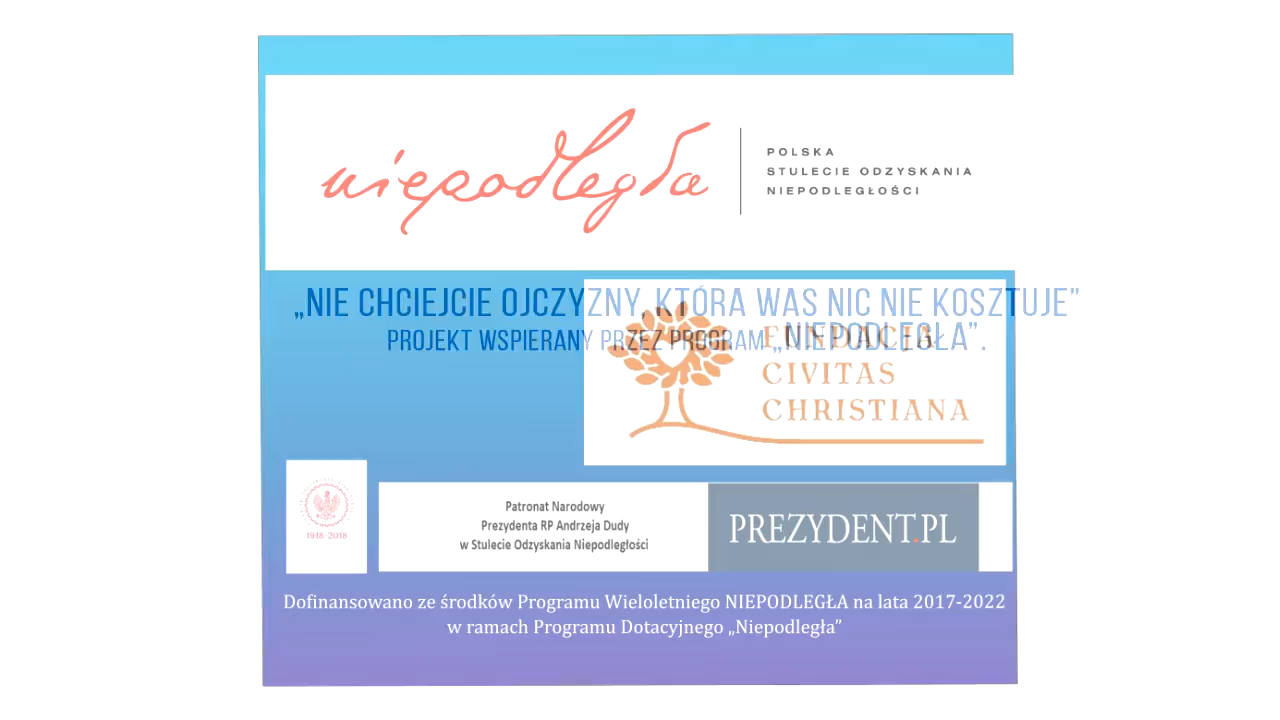 niepodległa
POLSKA
STULECIE ODZYSKANIA
NIEPODLEGŁOŚCI
„NIE CHCIEJCIE OJCZYZNY, KTÓRA WAS NIC NIE KOSZTUJE”
PROJEKT WSPIERANY PRZEZ PROGRAM „NIEPODLEGŁA”.
FUNDACJA
CIVITAS
CHRISTIANA
1918 2018
Patronat Narodowy
Prezydenta RP Andrzeja Dudy
w Stulecie Odzyskania Niepodległości
PREZYDENT.PL
Dofinansowano ze środków Programu Wieloletniego NIEPODLEGŁA na lata 2017-2022
w ramach Programu Dotacyjnego „Niepodległa”